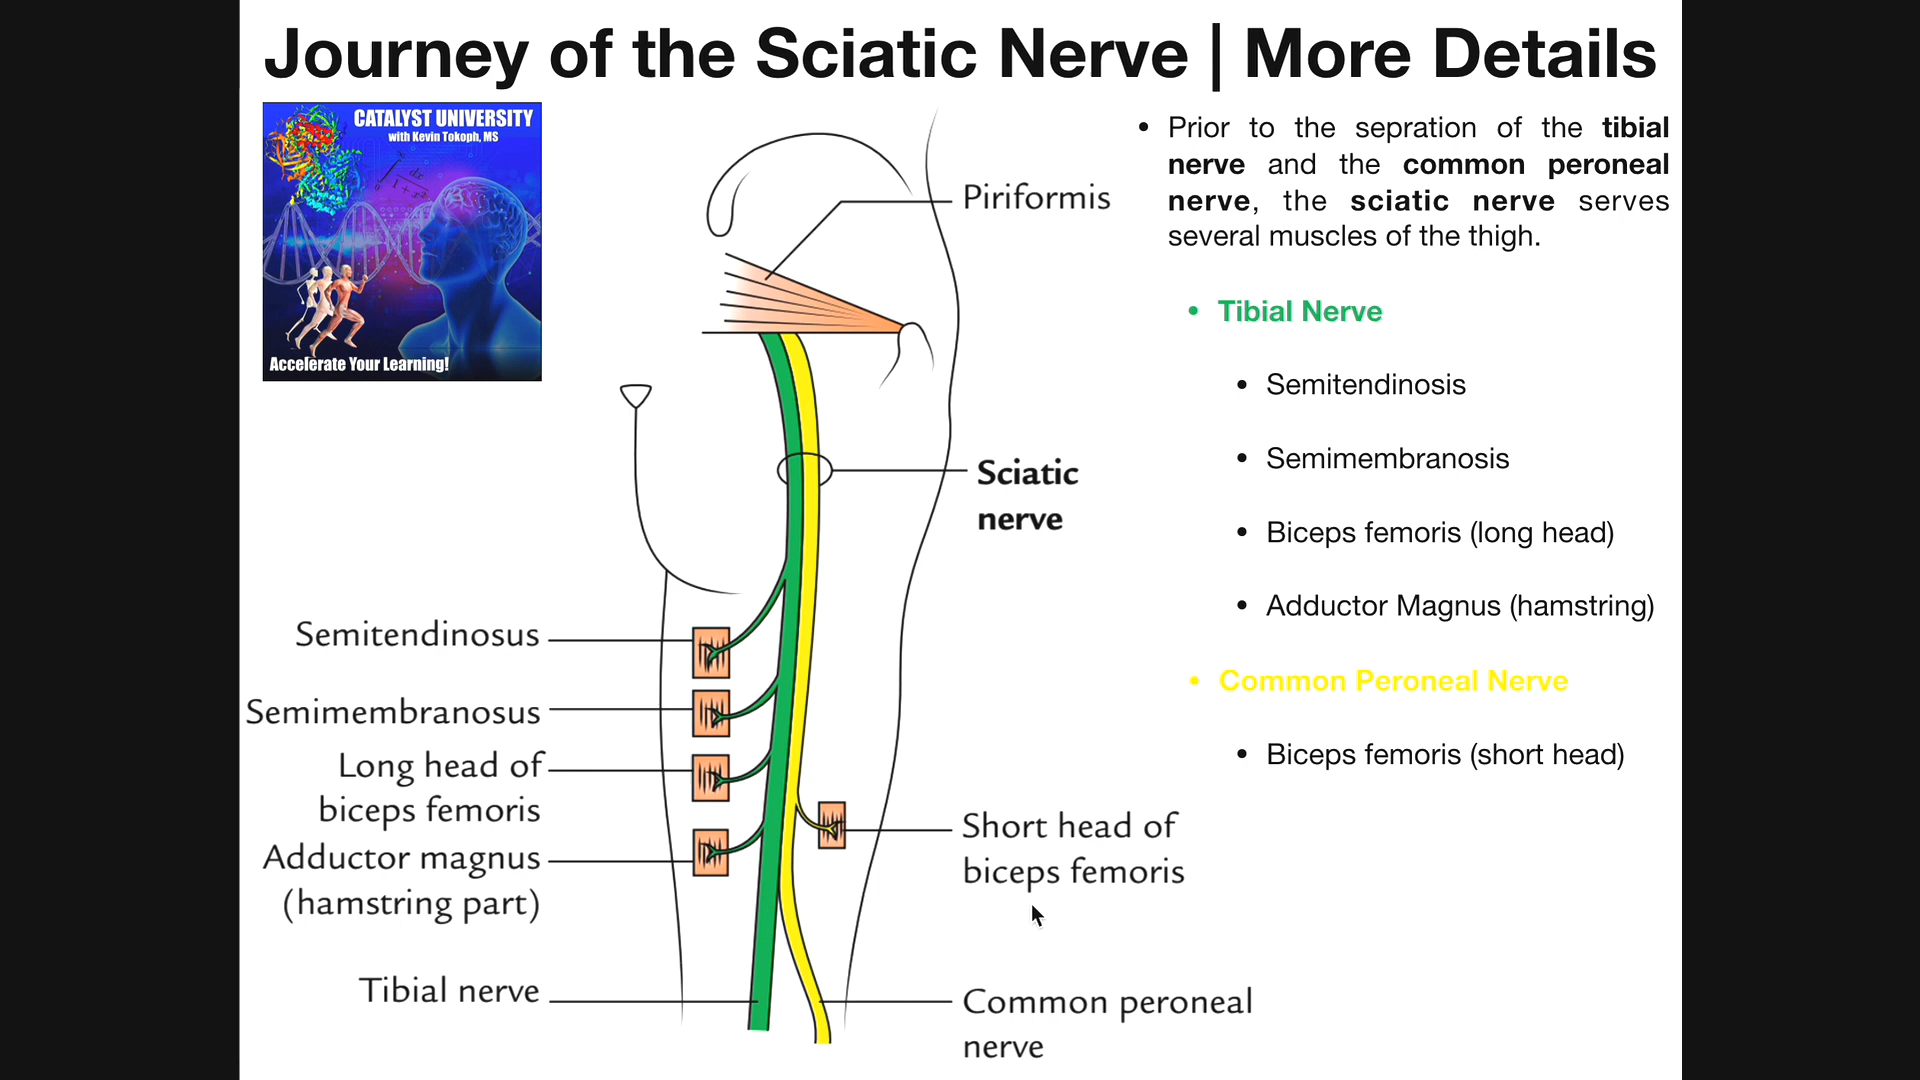 Journey of the Sciatic Nerve | More Details
CATALYST UNIVERSITY
with Kevin Tokoph, MS
Accelerate Your Learning!
Piriformis
Sciatic
nerve
Semitendinosus
Semimembranosus
Long head of
biceps femoris
Adductor magnus
(hamstring part)
Tibial nerve
Short head of
biceps femoris
Common peroneal
nerve
• Prior to the sepration of the tibial
nerve and the common peroneal
nerve, the sciatic nerve serves
several muscles of the thigh.
• Tibial Nerve
• Semitendinosis
• Semimembranosis
• Biceps femoris (long head)
• Adductor Magnus (hamstring)
• Common Peroneal Nerve
• Biceps femoris (short head)